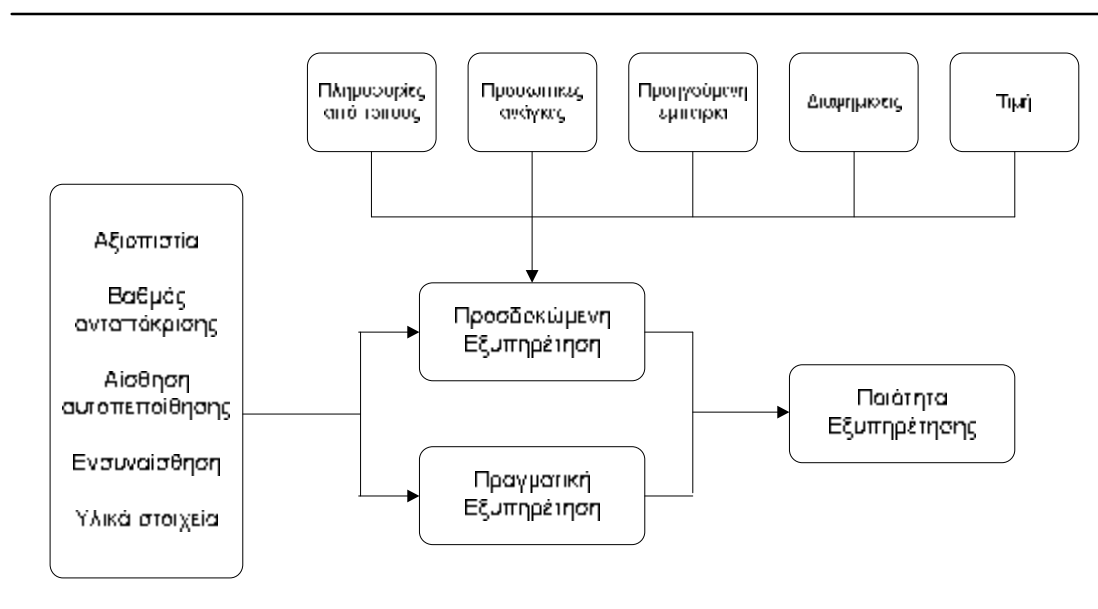 Πληροφορίες
από τρίτους
Προσωπικές
ανάγκες
Προηγούμενη
εμπειρία
Διαφημίσεις
Τιμή
Αξιοπιστία
Βαθμός
ανταπόκρισης
Αίσθηση
αυτοπεποίθησης
Ενσυναίσθηση
Υλικά στοιχεία
Προσδοκώμενη
Εξυπηρέτηση
Πραγματική
Εξυπηρέτηση
Ποιότητα
Εξυπηρέτησης